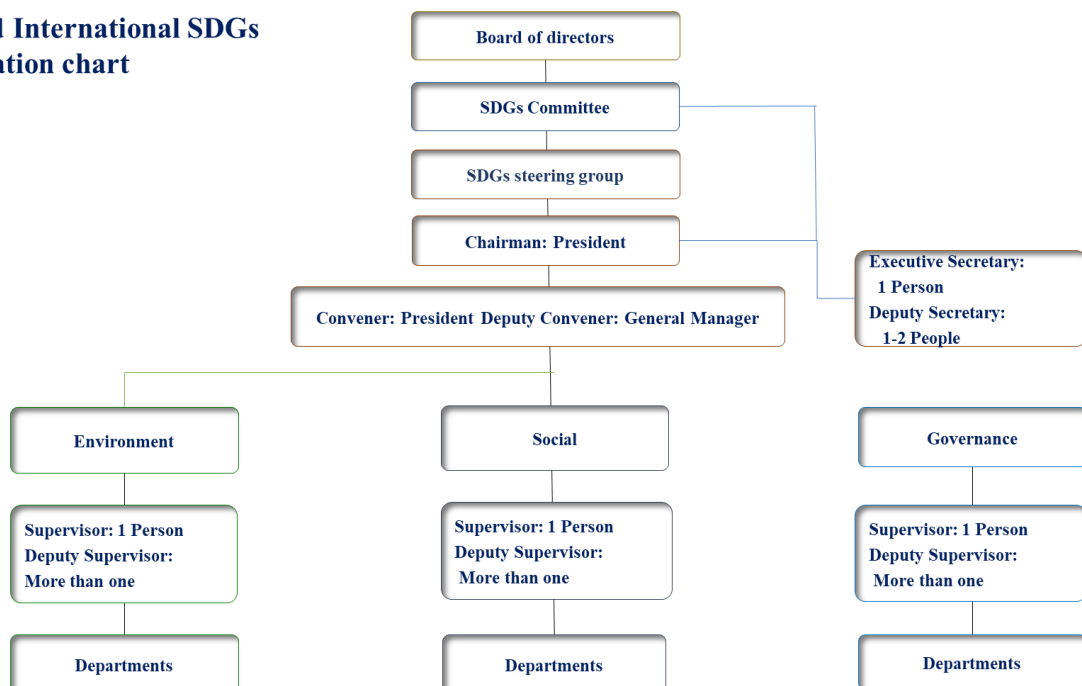 International SDGs
chart
Board of directors
SDGs Committee
SDGs steering group
Chairman: President
Executive Secretary:
1 Person
Deputy Secretary:
1-2 People
Convener: President Deputy Convener: General Manager
Environment
Social
Governance
Supervisor: 1 Person
Deputy Supervisor:
More than one
Supervisor: 1 Person
Deputy Supervisor:
More than one
Supervisor: 1 Person
Deputy Supervisor:
More than one
Departments
Departments
Departments